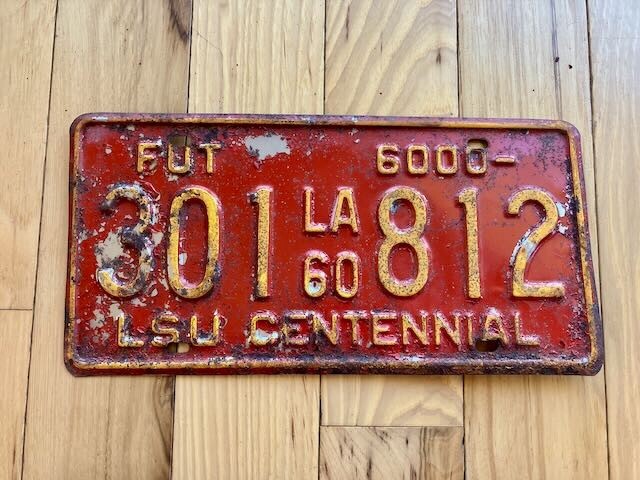 FUT 6000-
301 LA 60 812
LSU CENTENNIAL